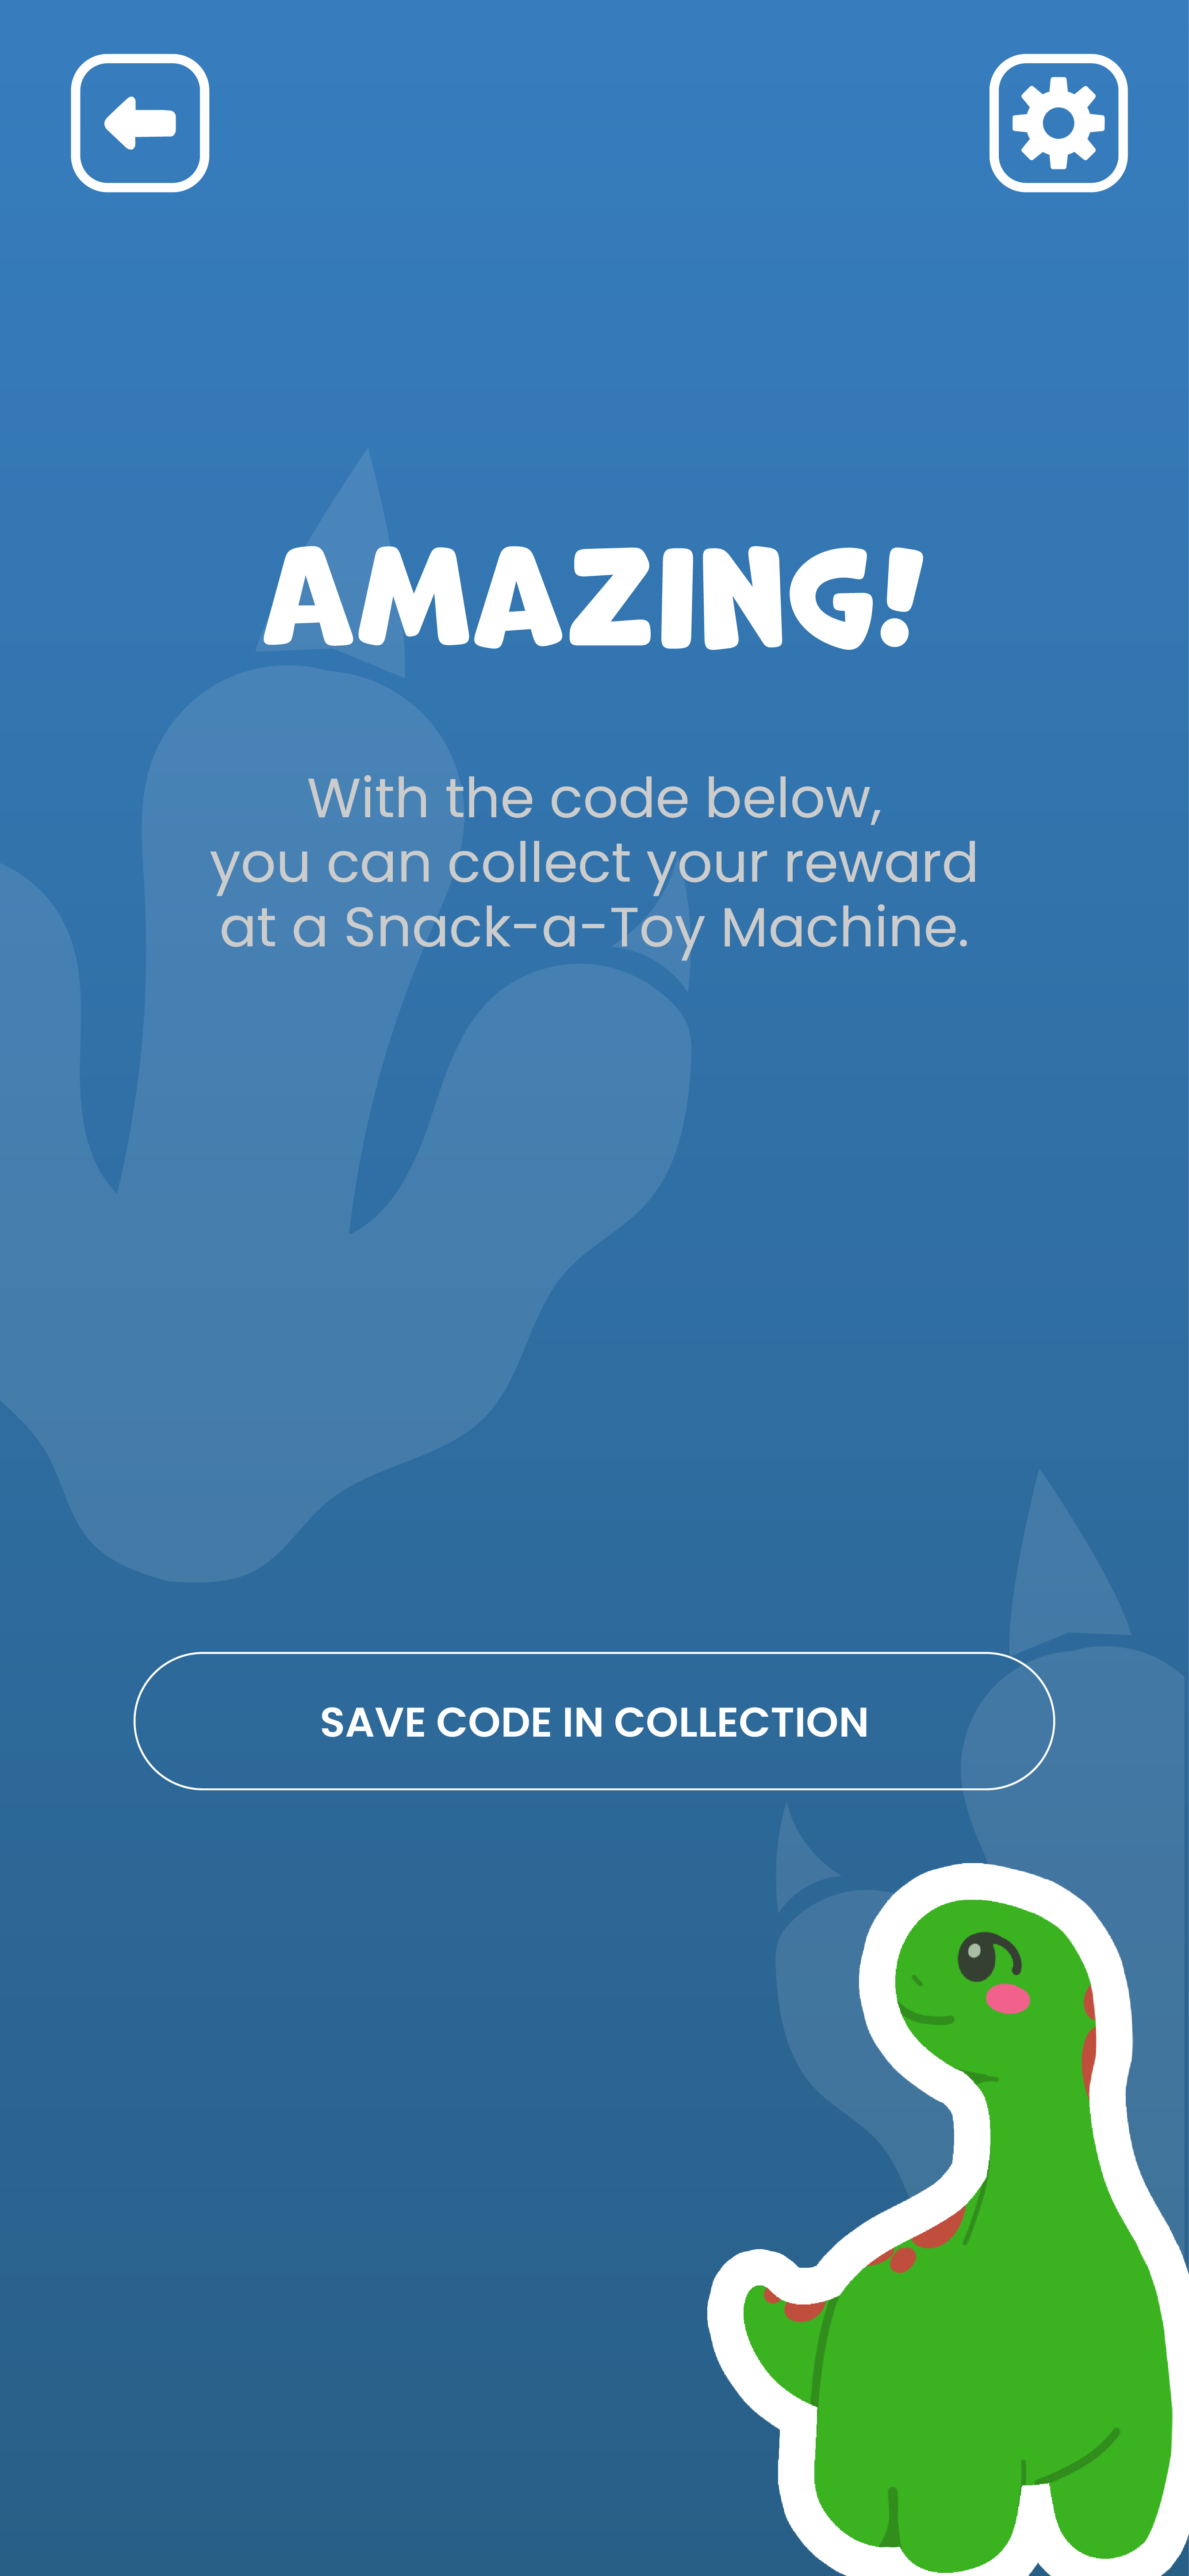 AMAZING!
With the code below,
you can collect your reward
at a Snack-a-Toy Machine.
SAVE CODE IN COLLECTION